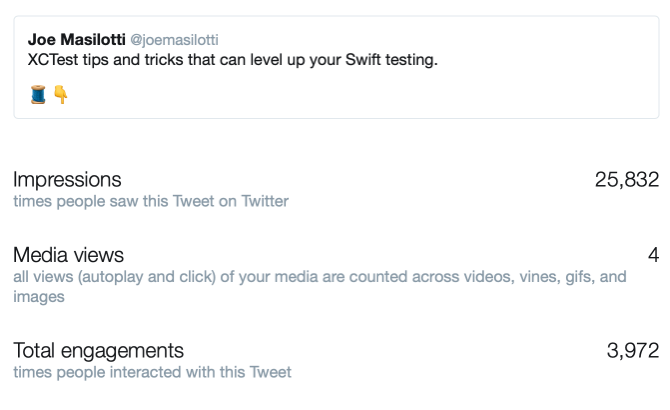 Joe Masilotti @joemasilotti
XCTest tips and tricks that can level up your Swift testing.
🧵👇
Impressions 25,832
times people saw this Tweet on Twitter
Media views 4
all views (autoplay and click) of your media are counted across videos, vines, gifs, and
images
Total engagements 3,972
times people interacted with this Tweet